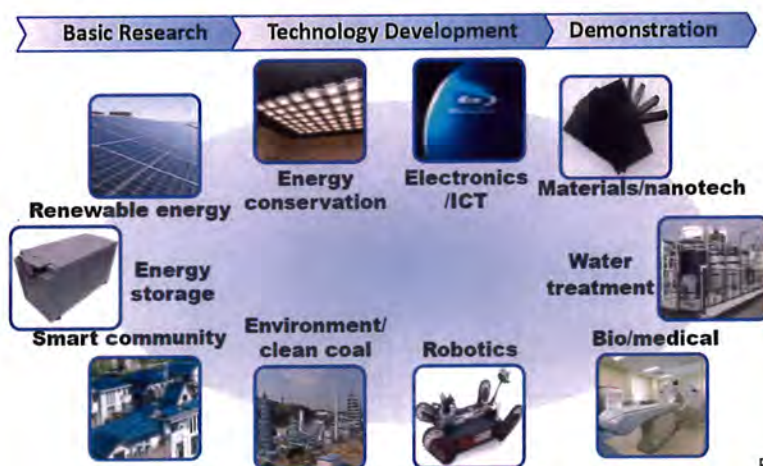 Basic Research
Technology Development
Demonstration
Renewable energy
Energy
conservation
Electronics
/ICT
Materials/nanotech
Energy
storage
Water
treatment
Smart community
Environment/
clean coal
Robotics
Bio/medical